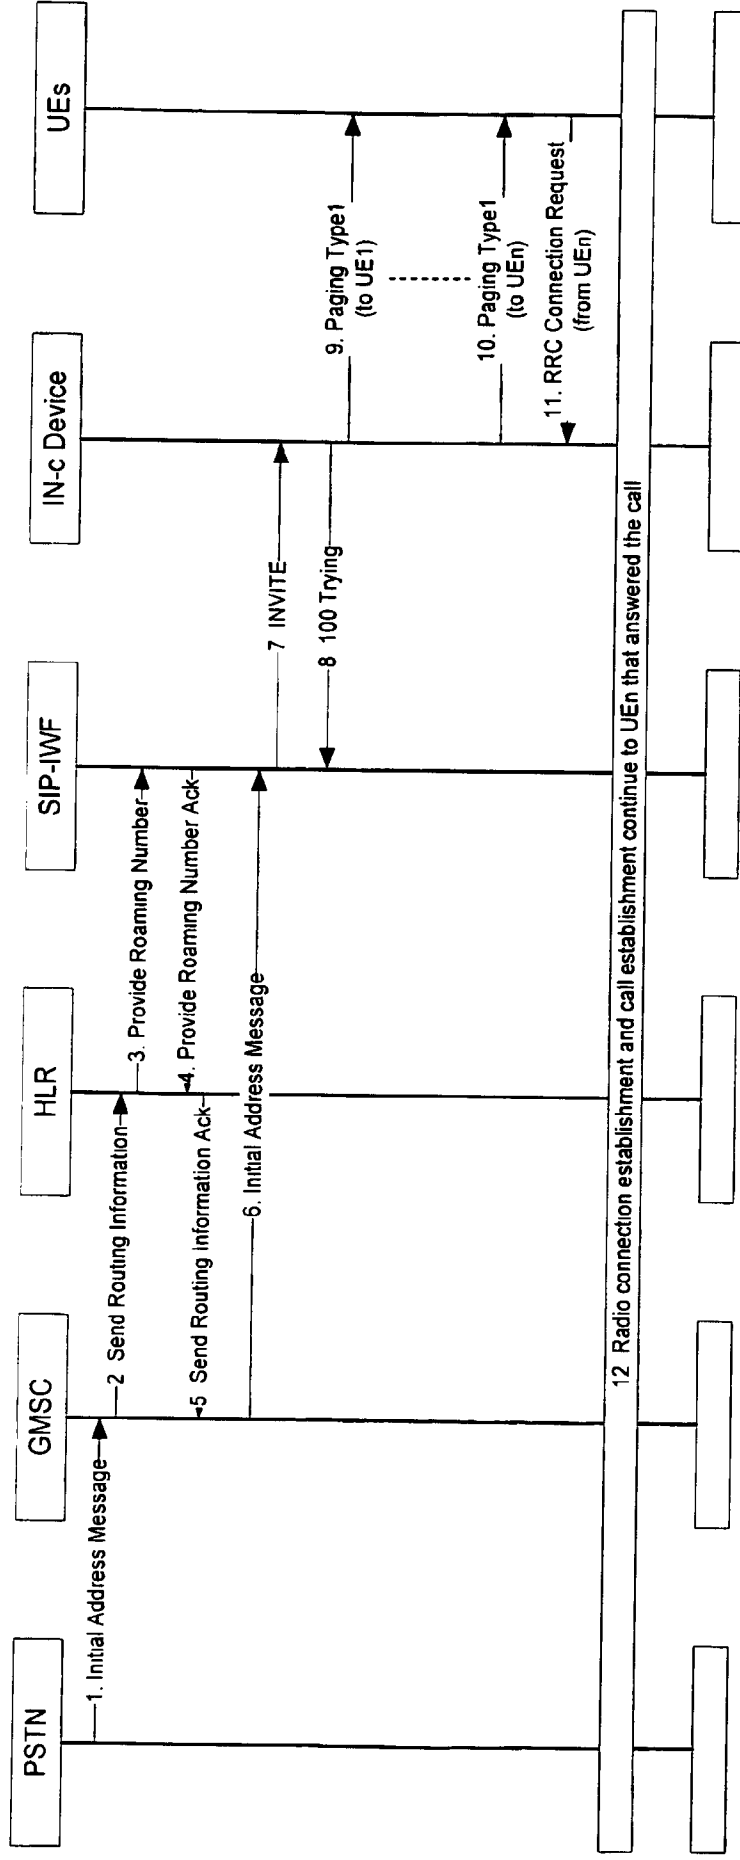 PSTN
GMSC
HLR
SIP-IWF
IN-c Device
UEs
1. Initial Address Message
2 Send Routing Information
3. Provide Roaming Number
4. Provide Roaming Number Ack
5 Send Routing Information Ack
6. Initial Address Message
7 INVITE
8 100 Trying
9. Paging Type1
(to UE1)
10. Paging Type1
(to UEn)
11. RRC Connection Request
(from UEn)
12 Radio connection establishment and call establishment continue to UEn that answered the call